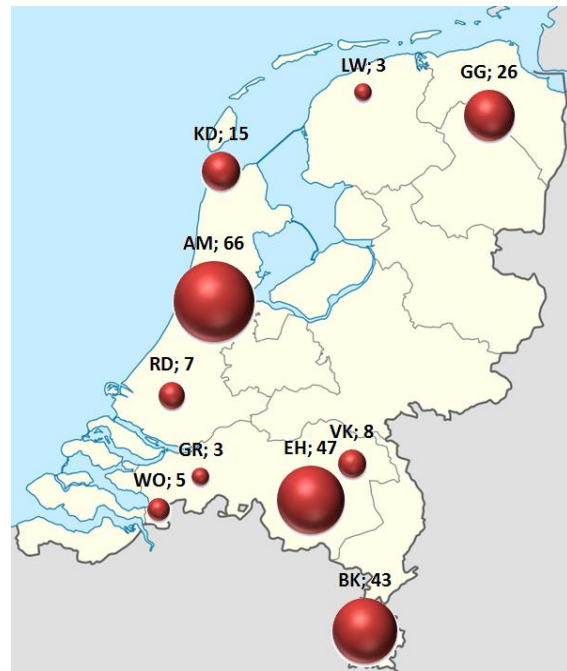 LW; 3
GG; 26
KD; 15
AM; 66
RD; 7
VK; 8
GR; 3
EH; 47
WO; 5
BK; 43